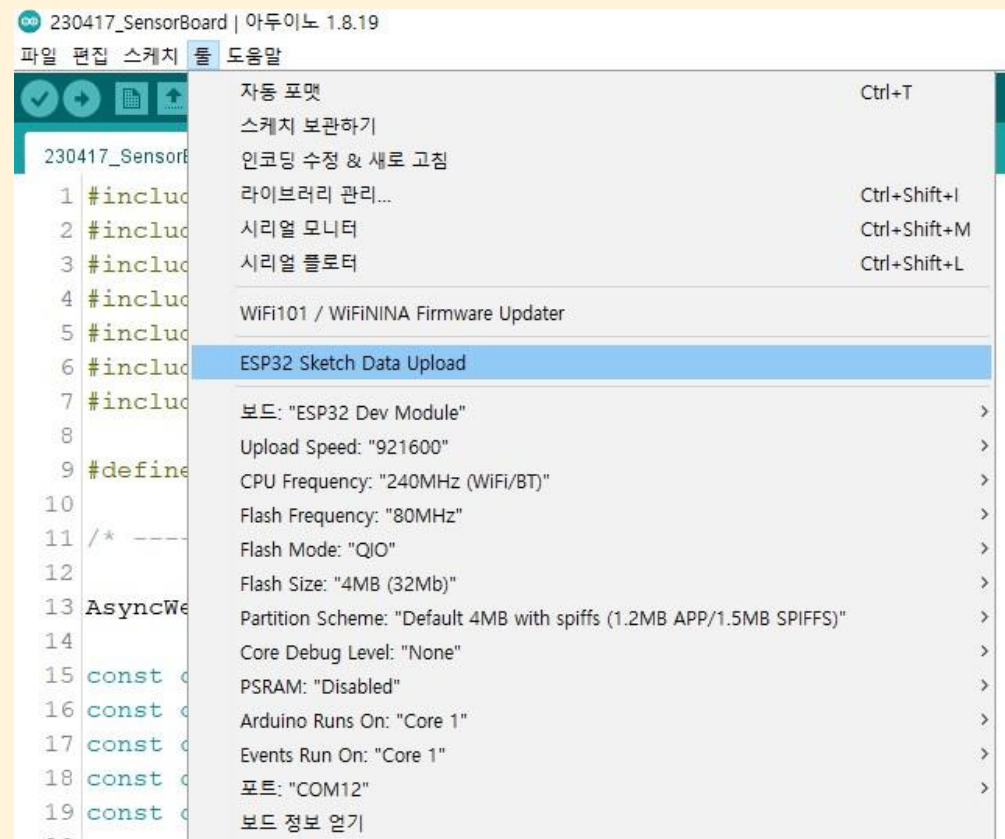 230417_SensorBoard | 아두이노 1.8.19
파일 편집 스케치 툴 도움말
자동 포맷 Ctrl+T
스케치 보관하기
인코딩 수정 & 새로 고침
라이브러리 관리... Ctrl+Shift+I
시리얼 모니터 Ctrl+Shift+M
시리얼 플로터 Ctrl+Shift+L
WiFi101 / WiFiNINA Firmware Updater
ESP32 Sketch Data Upload
보드: "ESP32 Dev Module"
Upload Speed: "921600"
CPU Frequency: "240MHz (WiFi/BT)"
Flash Frequency: "80MHz"
Flash Mode: "QIO"
Flash Size: "4MB (32Mb)"
Partition Scheme: "Default 4MB with spiffs (1.2MB APP/1.5MB SPIFFS)"
Core Debug Level: "None"
PSRAM: "Disabled"
Arduino Runs On: "Core 1"
Events Run On: "Core 1"
포트: "COM12"
보드 정보 얻기
230417_Sensor
1 #includ
2 #includ
3 #includ
4 #includ
5 #includ
6 #includ
7 #includ
8
9 #define
10
11 /* ----
12
13 AsyncWe
14
15 const c
16 const c
17 const c
18 const c
19 const c